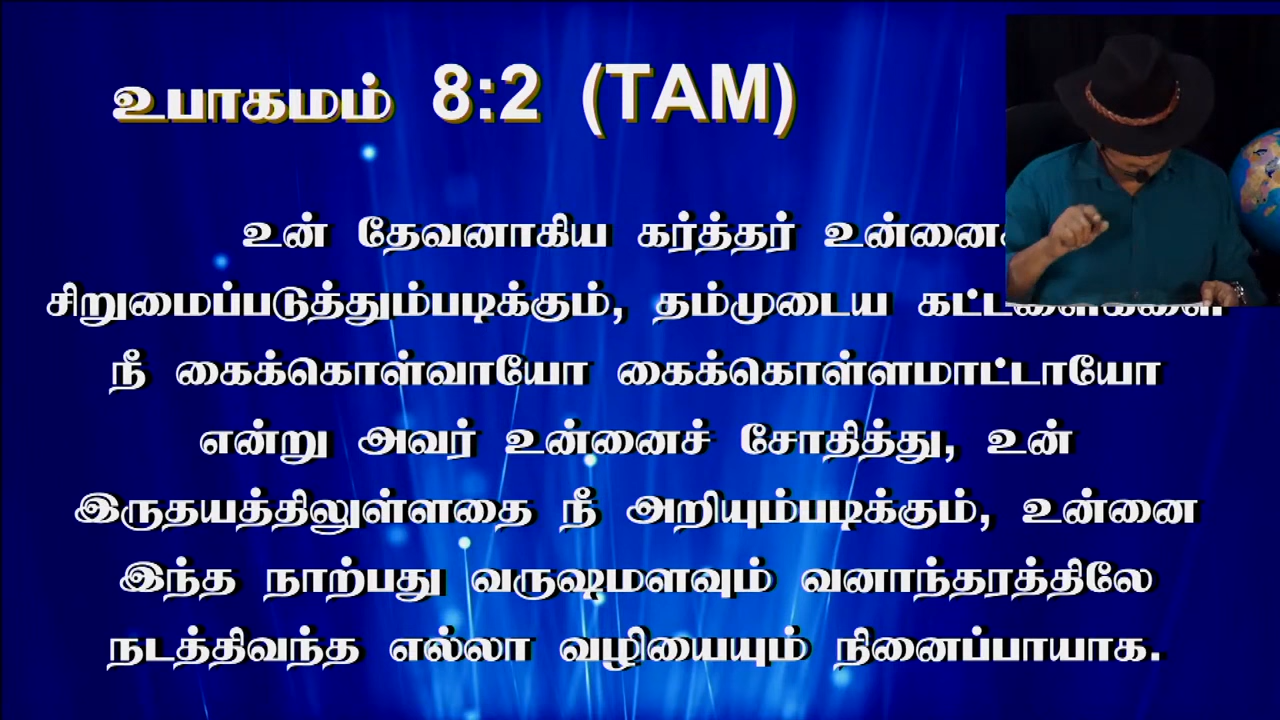 உபாகமம் 8:2 (TAM)
உன் தேவனாகிய கர்த்தர்
சிறுமைப்படுத்தும்படிக்கும், தம்முடைய
நீ கைக்கொள்வாயோ கைக்கொள்ளமாட்டாயோ
என்று அவர் உன்னைச் சோதித்து, உன்
இருதயத்திலுள்ளதை நீ அறியும்படிக்கும், உன்னை
இந்த நாற்பது வருஷமளவும் வனாந்தரத்திலே
நடத்திவந்த எல்லா வழியையும் நினைப்பாயாக.